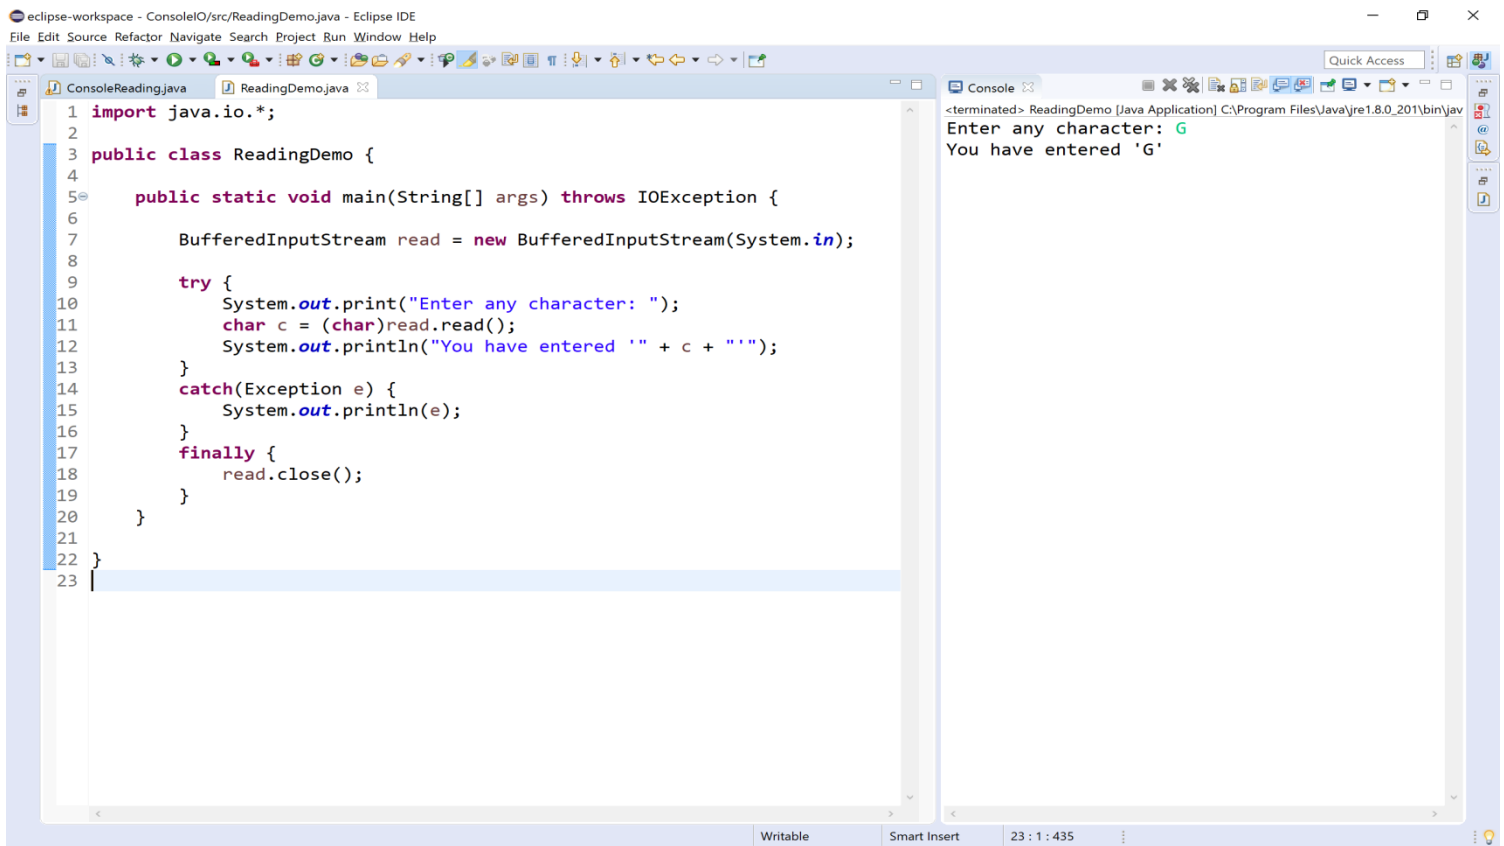 eclipse-workspace - ConsoleIO/src/ReadingDemo.java - Eclipse IDE
File Edit Source Refactor Navigate Search Project Run Window Help
Quick Access
ConsoleReading.java
ReadingDemo.java
1 import java.io.*;
2
3 public class ReadingDemo {
4
5     public static void main(String[] args) throws IOException {
6
7         BufferedInputStream read = new BufferedInputStream(System.in);
8
9         try {
10             System.out.print("Enter any character: ");
11             char c = (char)read.read();
12             System.out.println("You have entered '" + c + "'");
13         }
14         catch(Exception e) {
15             System.out.println(e);
16         }
17         finally {
18             read.close();
19         }
20     }
21
22 }
23
Console
<terminated> ReadingDemo [Java Application] C:\Program Files\Java\jre1.8.0_201\bin\jav
Enter any character: G
You have entered 'G'
Writable
Smart Insert
23 : 1 : 435